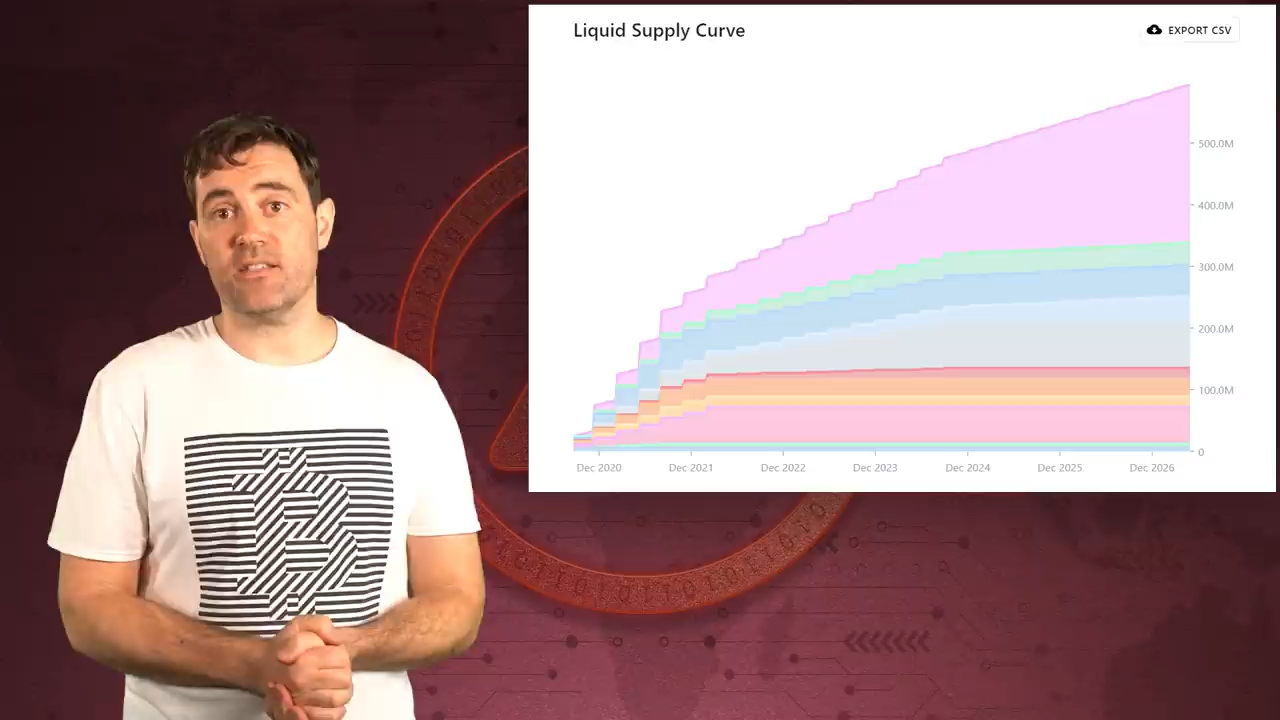 Liquid Supply Curve
EXPORT CSV
500.0M
400.0M
300.0M
200.0M
100.0M
0
Dec 2020 Dec 2021 Dec 2022 Dec 2023 Dec 2024 Dec 2025 Dec 2026